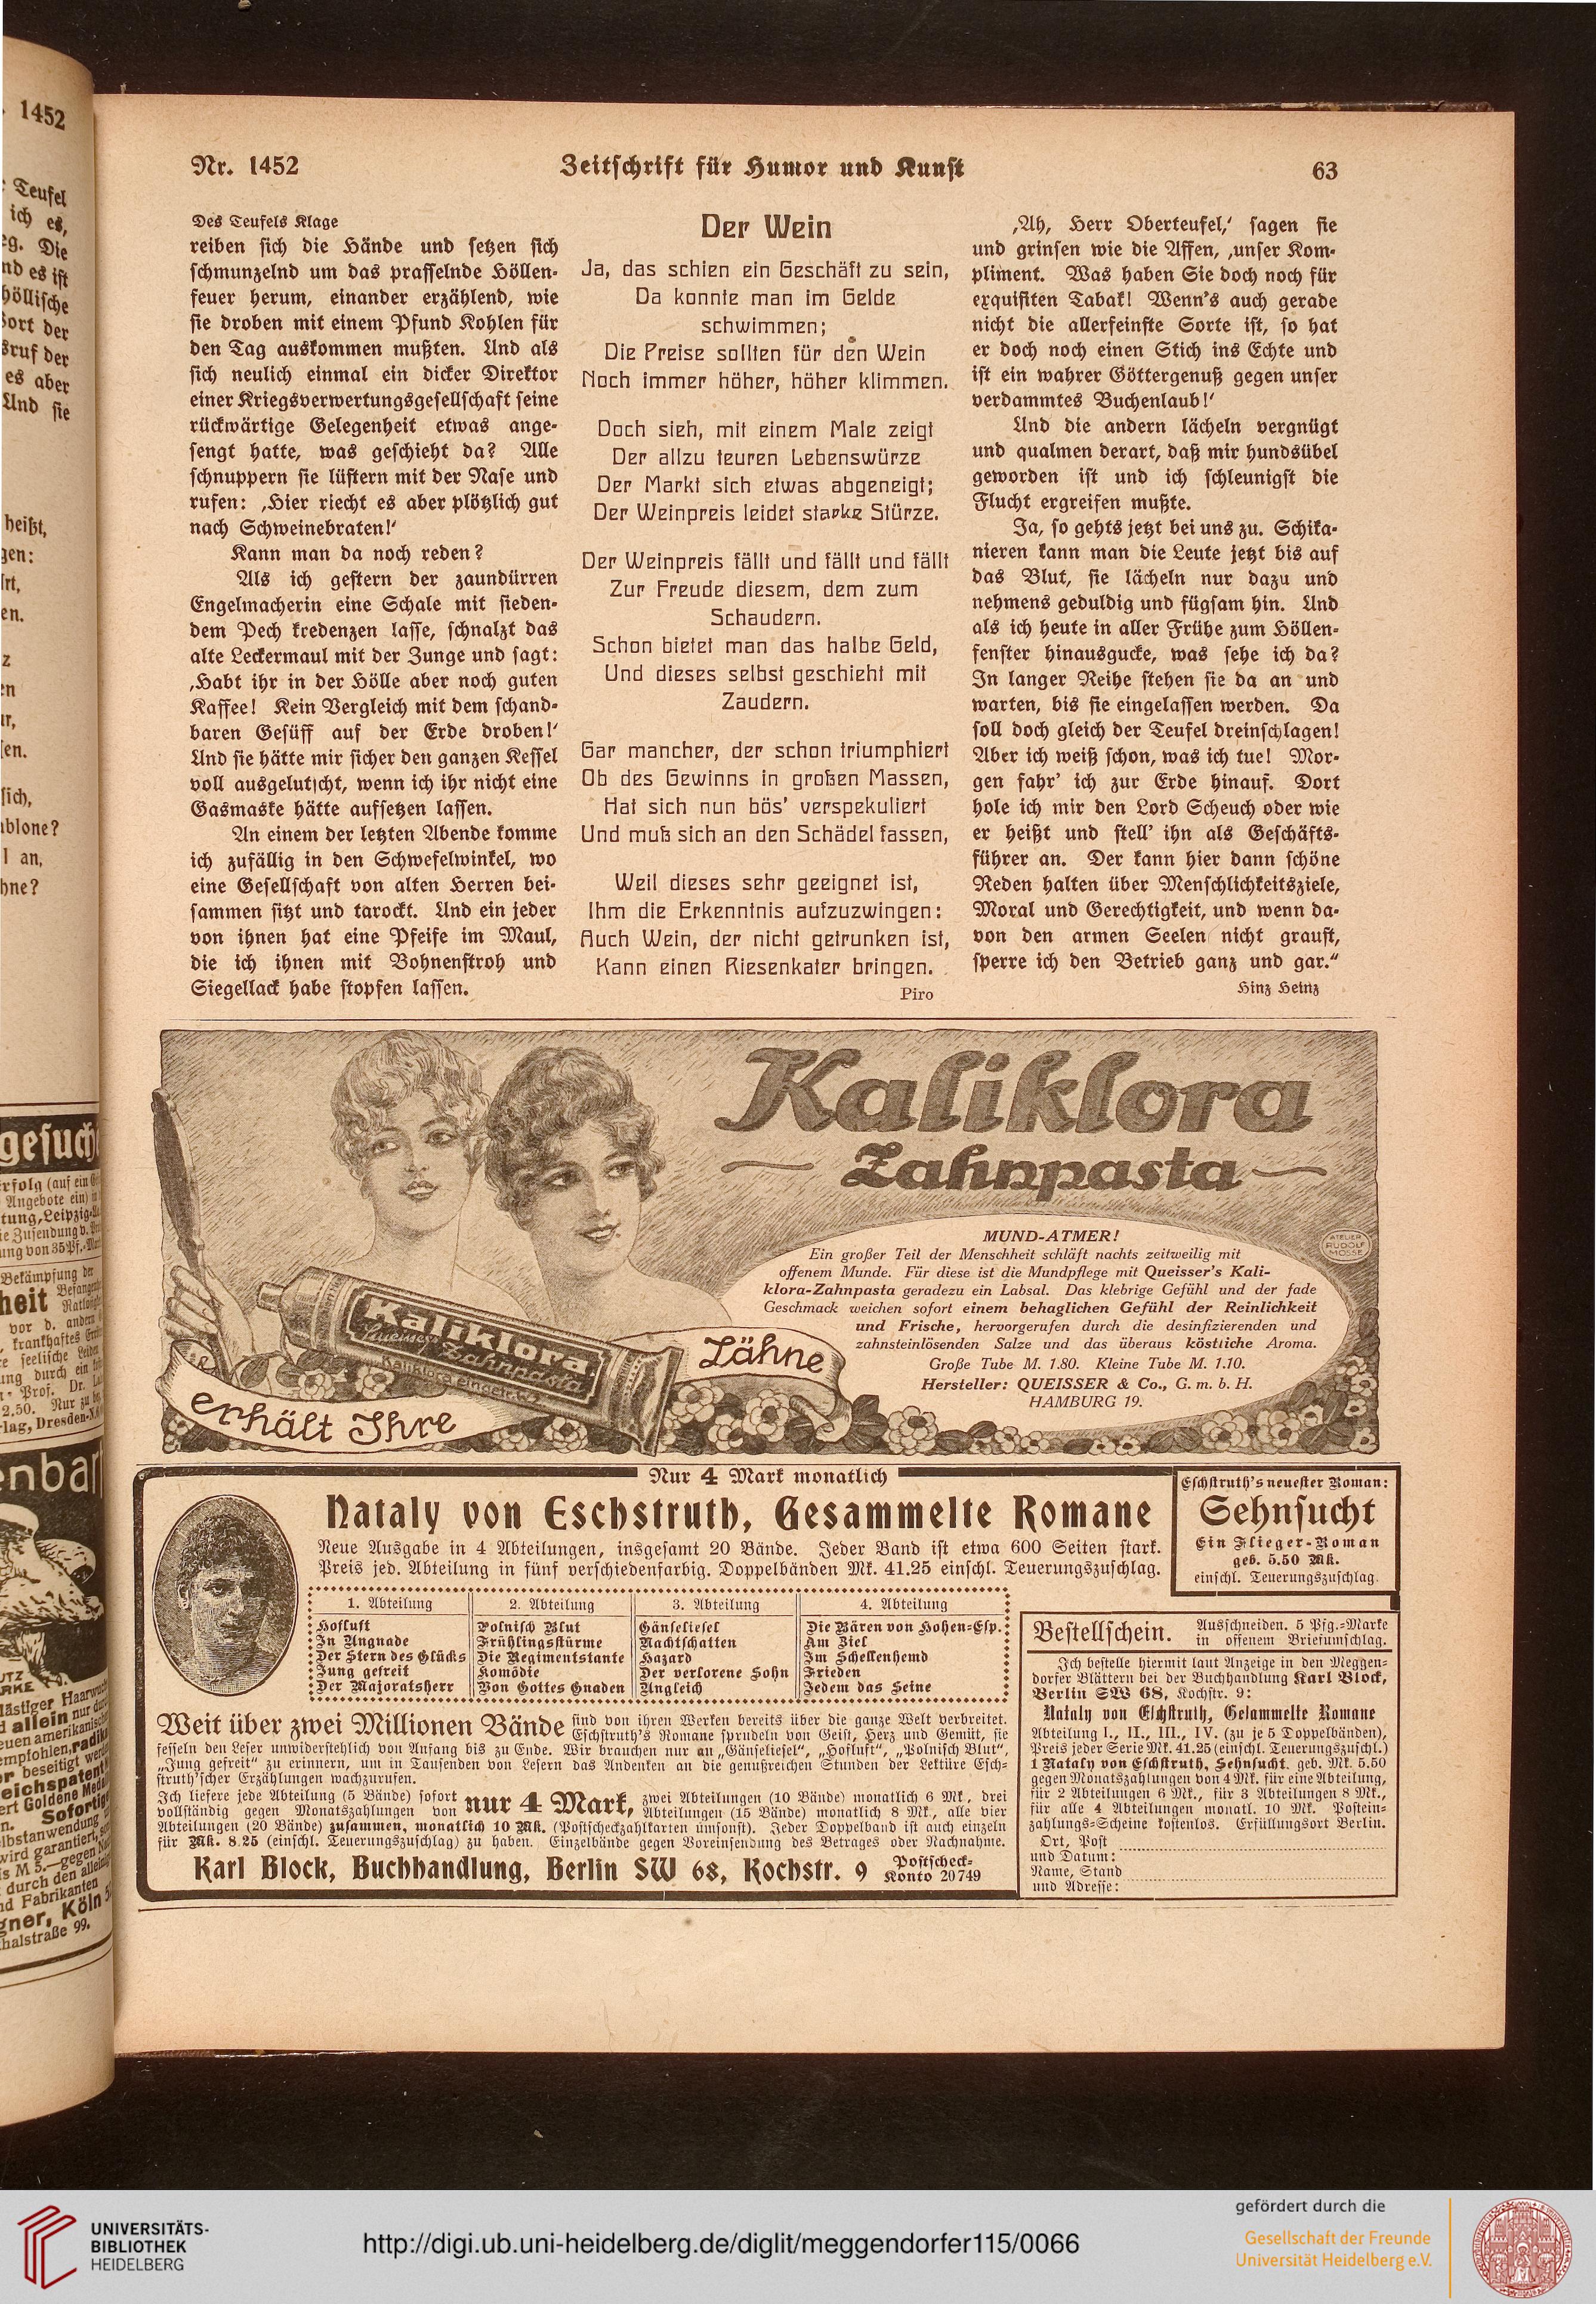 Nr. 1452
Zeitschrift für Humor und Kunst
63
Des Teufels Klage
reiben sich die Hände und setzen sich
schmunzelnd um das prasselnde Höllen-
feuer herum, einander erzählend, wie
sie droben mit einem Pfund Kohlen für
den Tag auskommen mußten. Und als
sich neulich einmal ein dicker Direktor
einer Kriegsverwertungsgesellschaft seine
rückwärtige Gelegenheit etwas ange-
sengt hatte, was geschieht da? Alle
schnuppern sie lüstern mit der Nase und
rufen: ‚Hier riecht es aber plötzlich gut
nach Schweinebraten!‘
Kann man da noch reden?
Als ich gestern der zaundürren
Engelmacherin eine Schale mit sieden-
dem Pech kredenzen lasse, schnalzt das
alte Leckermaul mit der Zunge und sagt:
‚Habt ihr in der Hölle aber noch guten
Kaffee! Kein Vergleich mit dem schand-
baren Gesüff auf der Erde droben!‘
Und sie hätte mir sicher den ganzen Kessel
voll ausgelutscht, wenn ich ihr nicht eine
Gasmaske hätte aufsetzen lassen.
An einem der letzten Abende komme
ich zufällig in den Schwefelwinkel, wo
eine Gesellschaft von alten Herren bei-
sammen sitzt und tarockt. Und ein jeder
von ihnen hat eine Pfeife im Maul,
die ich ihnen mit Bohnenstroh und
Siegellack habe stopfen lassen.
Der Wein
Ja, das schien ein Geschäft zu sein,
Da konnte man im Gelde
schwimmen;
Die Preise sollten für den Wein
Noch immer höher, höher klimmen.
Doch sieh, mit einem Male zeigt
Der allzu teuren Lebenswürze
Der Markt sich etwas abgeneigt;
Der Weinpreis leidet starke Stürze.
Der Weinpreis fällt und fällt und fällt
Zur Freude diesem, dem zum
Schaudern.
Schon bietet man das halbe Geld,
Und dieses selbst geschieht mit
Zaudern.
Gar mancher, der schon triumphiert
Ob des Gewinns in großen Massen,
Hat sich nun bös' verspekuliert
Und muß sich an den Schädel fassen,
Weil dieses sehr geeignet ist,
Ihm die Erkenntnis aufzuzwingen:
Auch Wein, der nicht getrunken ist,
Kann einen Riesenkater bringen.
Piro
‚Ah, Herr Oberteufel,‘ sagen sie
und grinsen wie die Affen, ‚unser Kom-
pliment. Was haben Sie doch noch für
exquisiten Tabak! Wenn's auch gerade
nicht die allerfeinste Sorte ist, so hat
er doch noch einen Stich ins Echte und
ist ein wahrer Göttergenuß gegen unser
verdammtes Buchenlaub!‘
Und die andern lächeln vergnügt
und qualmen derart, daß mir hundsübel
geworden ist und ich schleunigst die
Flucht ergreifen mußte.
Ja, so gehts jetzt bei uns zu. Schika-
nieren kann man die Leute jetzt bis auf
das Blut, sie lächeln nur dazu und
nehmens geduldig und fügsam hin. Und
als ich heute in aller Frühe zum Höllen-
fenster hinausgucke, was sehe ich da?
In langer Reihe stehen sie da an und
warten, bis sie eingelassen werden. Da
soll doch gleich der Teufel dreinschlagen!
Aber ich weiß schon, was ich tue! Mor-
gen fahr' ich zur Erde hinauf. Dort
hole ich mir den Lord Scheuch oder wie
er heißt und stell' ihn als Geschäfts-
führer an. Der kann hier dann schöne
Reden halten über Menschlichkeitsziele,
Moral und Gerechtigkeit, und wenn da-
von den armen Seelen nicht graust,
sperre ich den Betrieb ganz und gar.“
Hinz Heinz
Kaliklora
Zahnpasta
ATELIER
RUDOLF
MOSSE
MUND-ATMER!
Ein großer Teil der Menschheit schläft nachts zeitweilig mit
offenem Munde. Für diese ist die Mundpflege mit Queisser's Kali-
klora-Zahnpasta geradezu ein Labsal. Das klebrige Gefühl und der fade
Geschmack weichen sofort einem behaglichen Gefühl der Reinlichkeit
und Frische, hervorgerufen durch die desinfizierenden und
zahnsteinlösenden Salze und das überaus köstliche Aroma.
Große Tube M. 1.80. Kleine Tube M. 1.10.
Hersteller: QUEISSER & Co., G. m. b. H.
HAMBURG 19.
Kaliklora
Queisser's Zahnpasta
Kaliklora eingetr.
erhält Ihre
Zähne
Nur 4 Mark monatlich
Nataly von Eschstruth, Gesammelte Romane
Neue Ausgabe in 4 Abteilungen, insgesamt 20 Bände. Jeder Band ist etwa 600 Seiten stark.
Preis jed. Abteilung in fünf verschiedenfarbig. Doppelbänden Mk. 41.25 einschl. Teuerungszuschlag.
1. Abteilung
Hofluft
In Ungnade
Der Stern des Glücks
Jung gefreit
Der Majoratsherr
2. Abteilung
Polnisch Blut
Frühlingsstürme
Die Regimentstante
Komödie
Von Gottes Gnaden
3. Abteilung
Gänseliesel
Nachtschatten
Hazard
Der verlorene Sohn
Ungleich
4. Abteilung
Die Bären von Hohen-Esp.
Am Ziel
Im Schellenhemd
Frieden
Jedem das Seine
Weit über zwei Millionen Bände sind von ihren Werken bereits über die ganze Welt verbreitet.
Eschstruth's Romane sprudeln von Geist, Herz und Gemüt, sie
fesseln den Leser unwiderstehlich von Anfang bis zu Ende. Wir brauchen nur an „Gänseliesel“, „Hofluft“, „Polnisch Blut“,
„Jung gefreit“ zu erinnern, um in Tausenden von Lesern das Andenken an die genußreichen Stunden der Lektüre Esch-
struth'scher Erzählungen wachzurufen.
Ich liefere jede Abteilung (5 Bände) sofort
vollständig gegen Monatszahlungen von nur 4 Mark, zwei Abteilungen (10 Bände) monatlich 6 Mk., drei
Abteilungen (15 Bände) monatlich 8 Mk., alle vier
Abteilungen (20 Bände) zusammen, monatlich 10 Mk. (Postscheckzahlkarten umsonst). Jeder Doppelband ist auch einzeln
für Mk. 8.25 (einschl. Teuerungszuschlag) zu haben. Einzelbände gegen Voreinsendung des Betrages oder Nachnahme.
Karl Block, Buchhandlung, Berlin SW 68, Kochstr. 9 Postscheck-
Konto 20749
Eschstruth's neuester Roman:
Sehnsucht
Ein Flieger-Roman
geb. 5.50 Mk.
einschl. Teuerungszuschlag.
Bestellschein. Ausschneiden. 5 Pfg.-Marke
in offenem Briefumschlag.
Ich bestelle hiermit laut Anzeige in den Meggen-
dorfer Blättern bei der Buchhandlung Karl Block,
Berlin SW 68, Kochstr. 9:
Nataly von Eschstruth, Gesammelte Romane
Abteilung I., II., III., IV. (zu je 5 Doppelbänden),
Preis jeder Serie Mk. 41.25 (einschl. Teuerungszuschl.)
1 Nataly von Eschstruth, Sehnsucht. geb. Mk. 5.50
gegen Monatszahlungen von 4 Mk. für eine Abteilung,
für 2 Abteilungen 6 Mk., für 3 Abteilungen 8 Mk.,
für alle 4 Abteilungen monatl. 10 Mk. Postein-
zahlungs-Scheine kostenlos. Erfüllungsort Berlin.
Ort, Post
und Datum:
Name, Stand
und Adresse:
UNIVERSITÄTS-
BIBLIOTHEK
HEIDELBERG
http://digi.ub.uni-heidelberg.de/diglit/meggendorfer115/0066
gefördert durch die
Gesellschaft der Freunde
Universität Heidelberg e.V.